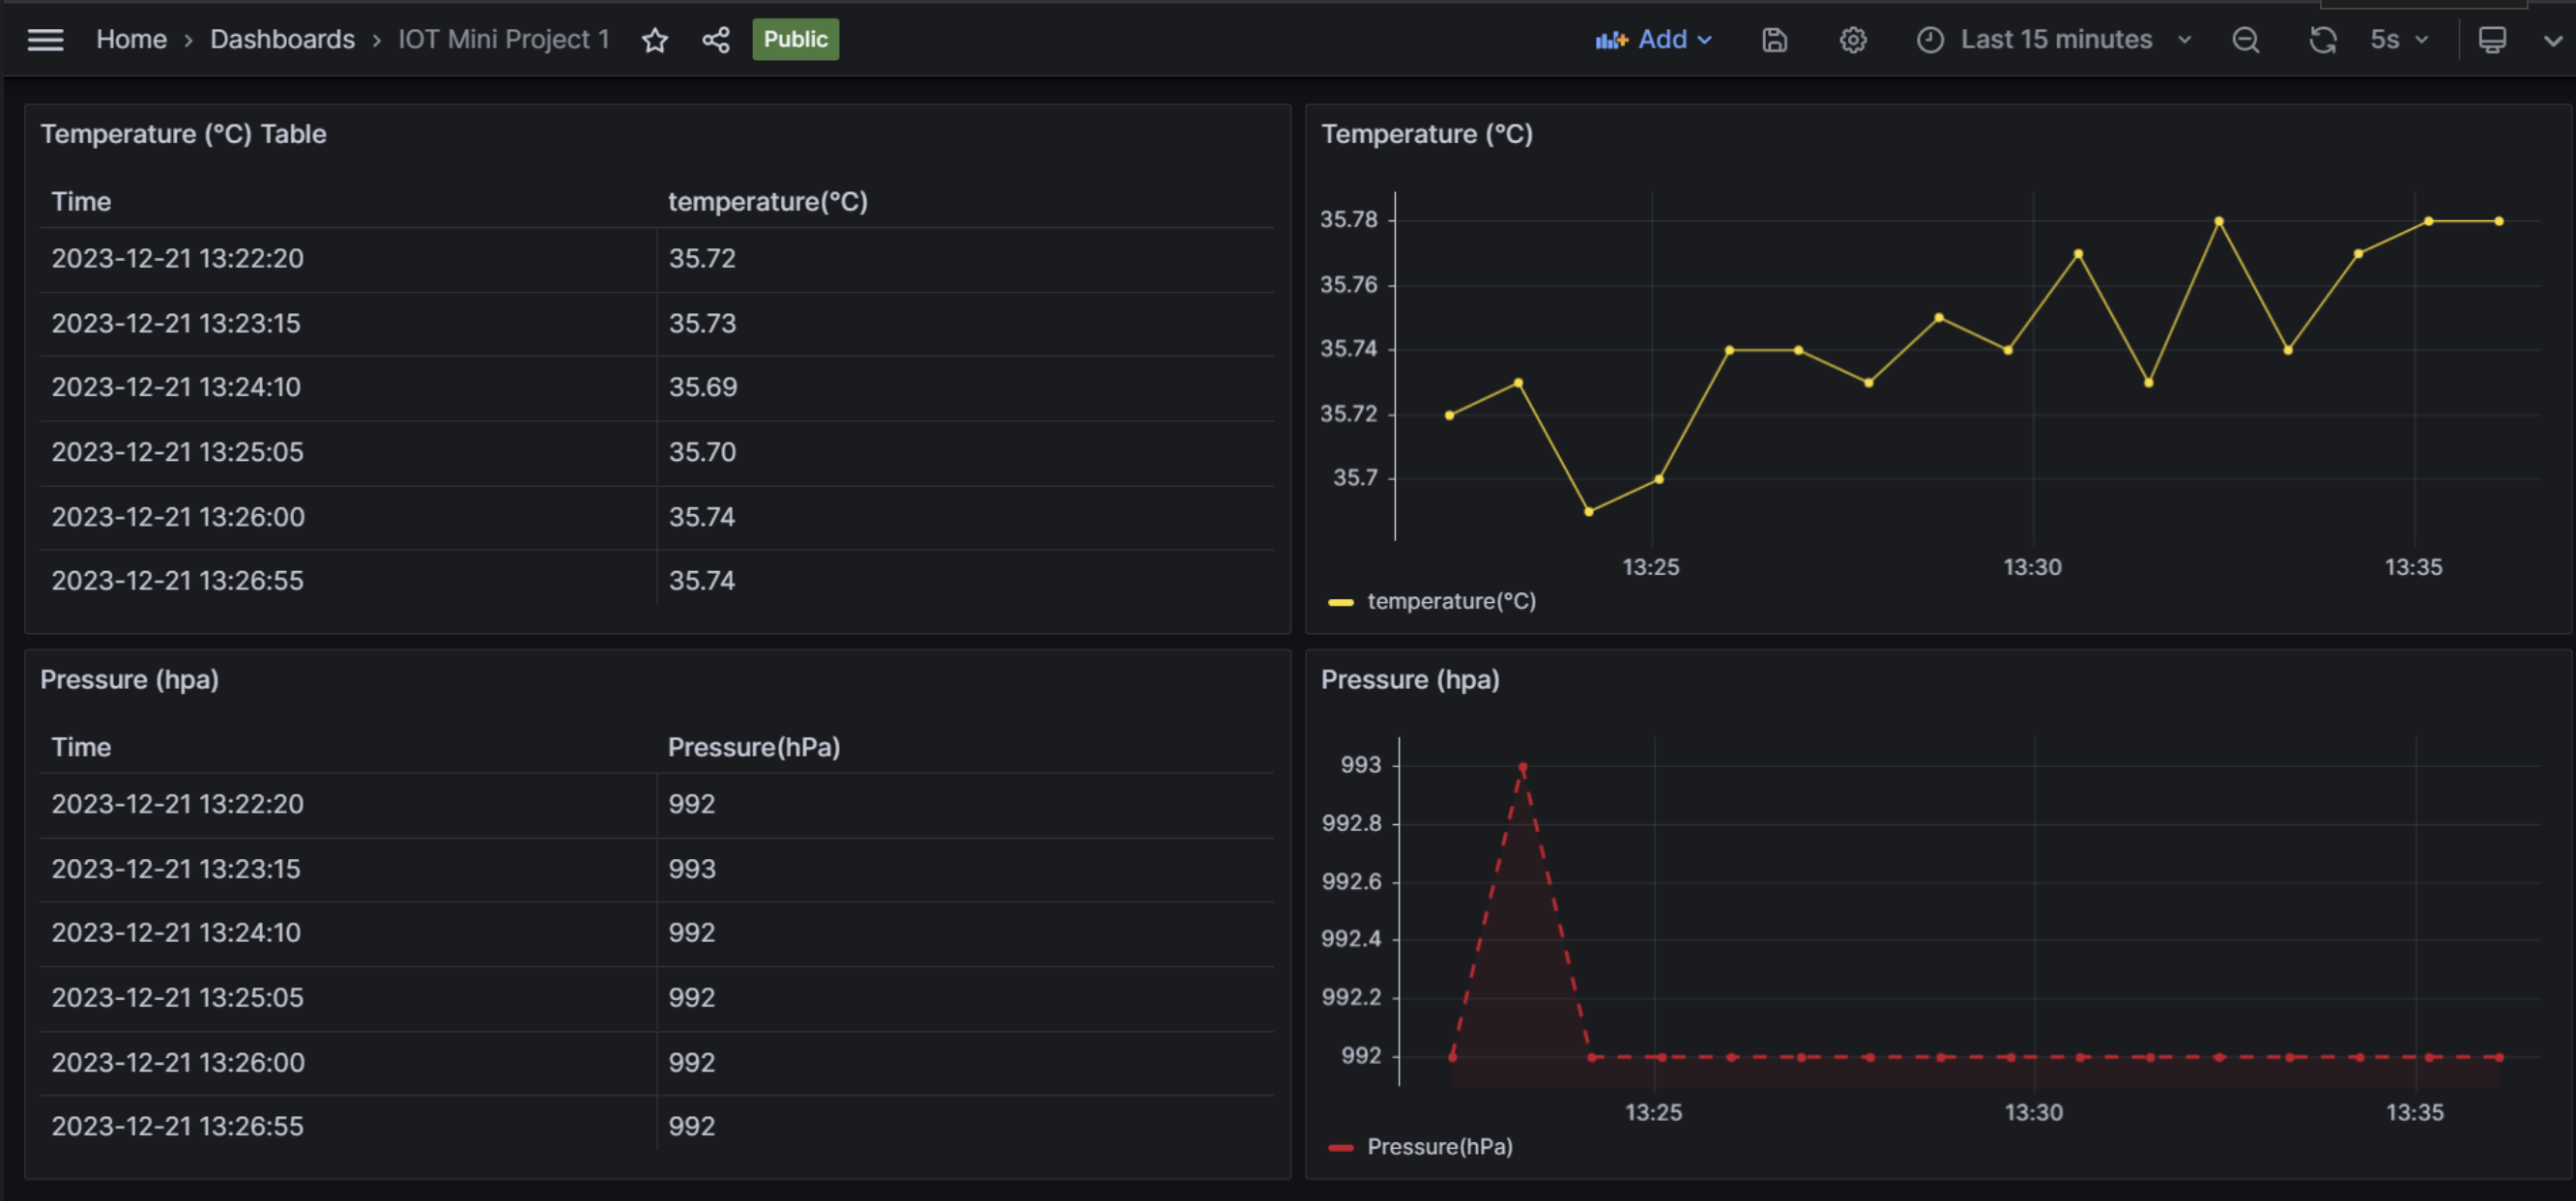 Home › Dashboards › IOT Mini Project 1 Public Add Last 15 minutes 5s
Temperature (°C) Table
Time temperature(°C)
2023-12-21 13:22:20 35.72
2023-12-21 13:23:15 35.73
2023-12-21 13:24:10 35.69
2023-12-21 13:25:05 35.70
2023-12-21 13:26:00 35.74
2023-12-21 13:26:55 35.74
Temperature (°C)
35.78
35.76
35.74
35.72
35.7
13:25 13:30 13:35
temperature(°C)
Pressure (hpa)
Time Pressure(hPa)
2023-12-21 13:22:20 992
2023-12-21 13:23:15 993
2023-12-21 13:24:10 992
2023-12-21 13:25:05 992
2023-12-21 13:26:00 992
2023-12-21 13:26:55 992
Pressure (hpa)
993
992.8
992.6
992.4
992.2
992
13:25 13:30 13:35
Pressure(hPa)